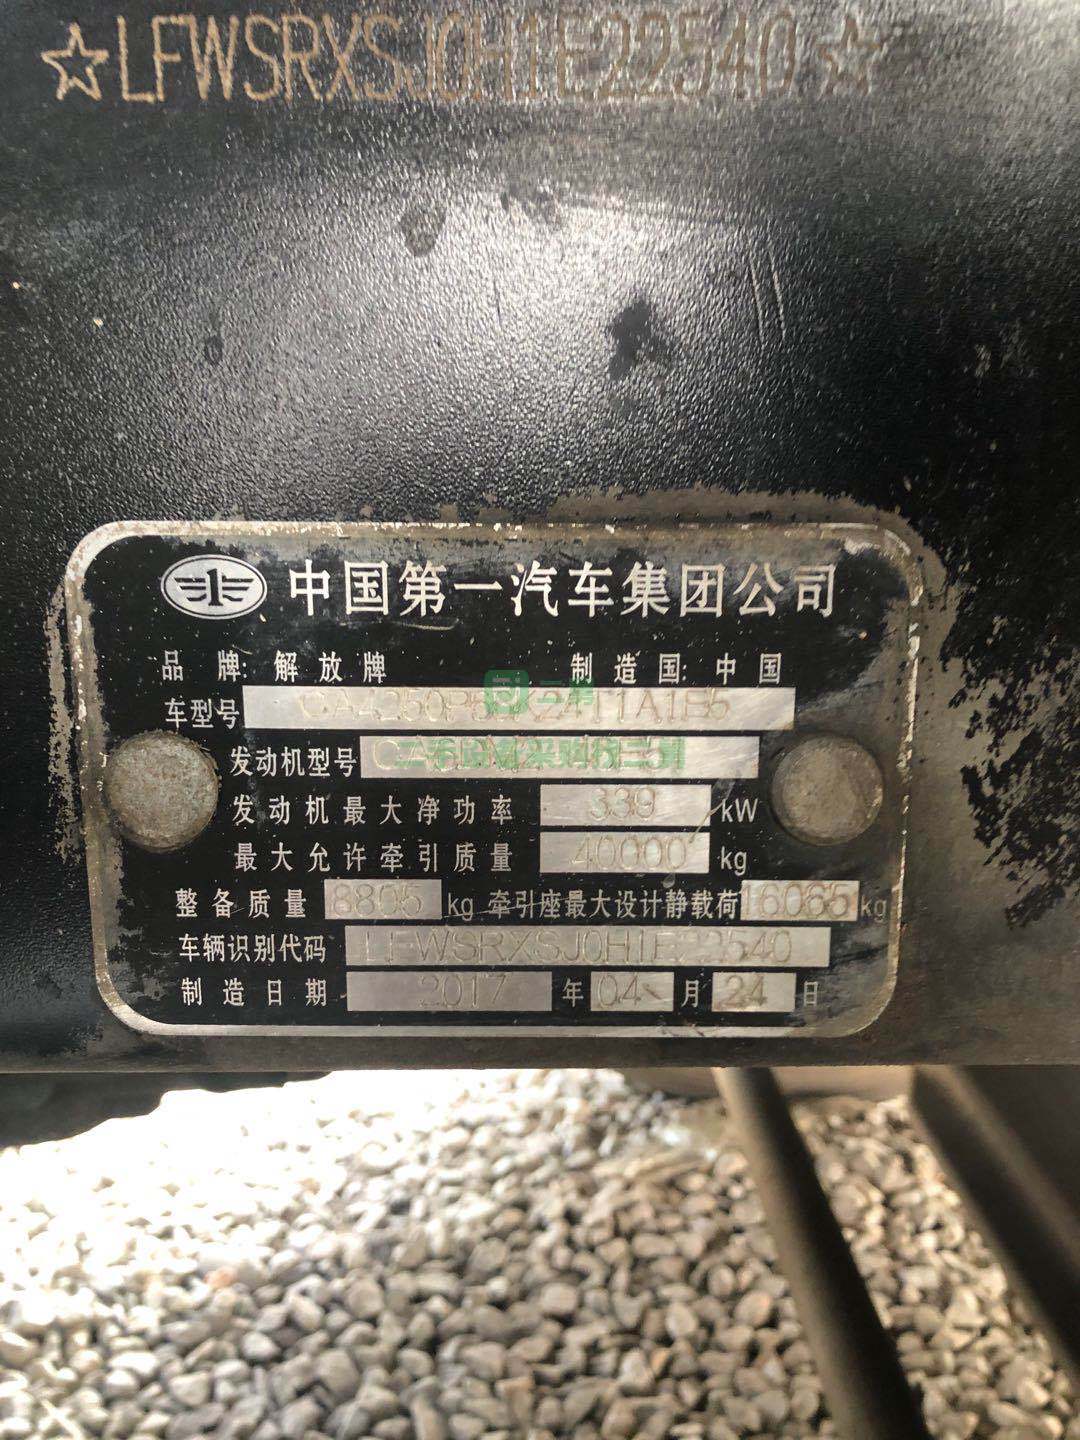 ☆LFWSRXSJ0H1E22540☆
中国第一汽车集团公司
品牌: 解放牌 制造国: 中国
车型号
发动机型号
发动机最大净功率 339 kW
最大允许牵引质量 40000 kg
整备质量 8805 kg 牵引座最大设计静载荷 16065 kg
车辆识别代码 LFWSRXSJ0H1E22540
制造日期 2017 年 04 月 24 日